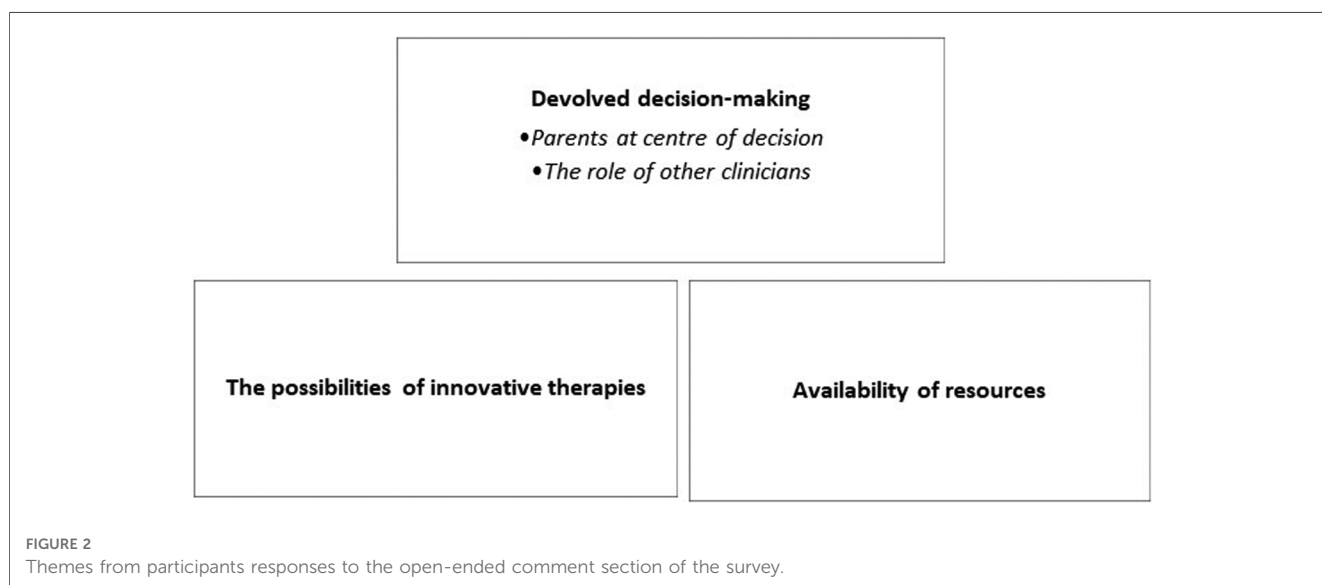 Devolved decision-making
•Parents at centre of decision
•The role of other clinicians
The possibilities of innovative therapies
Availability of resources
FIGURE 2
Themes from participants responses to the open-ended comment section of the survey.